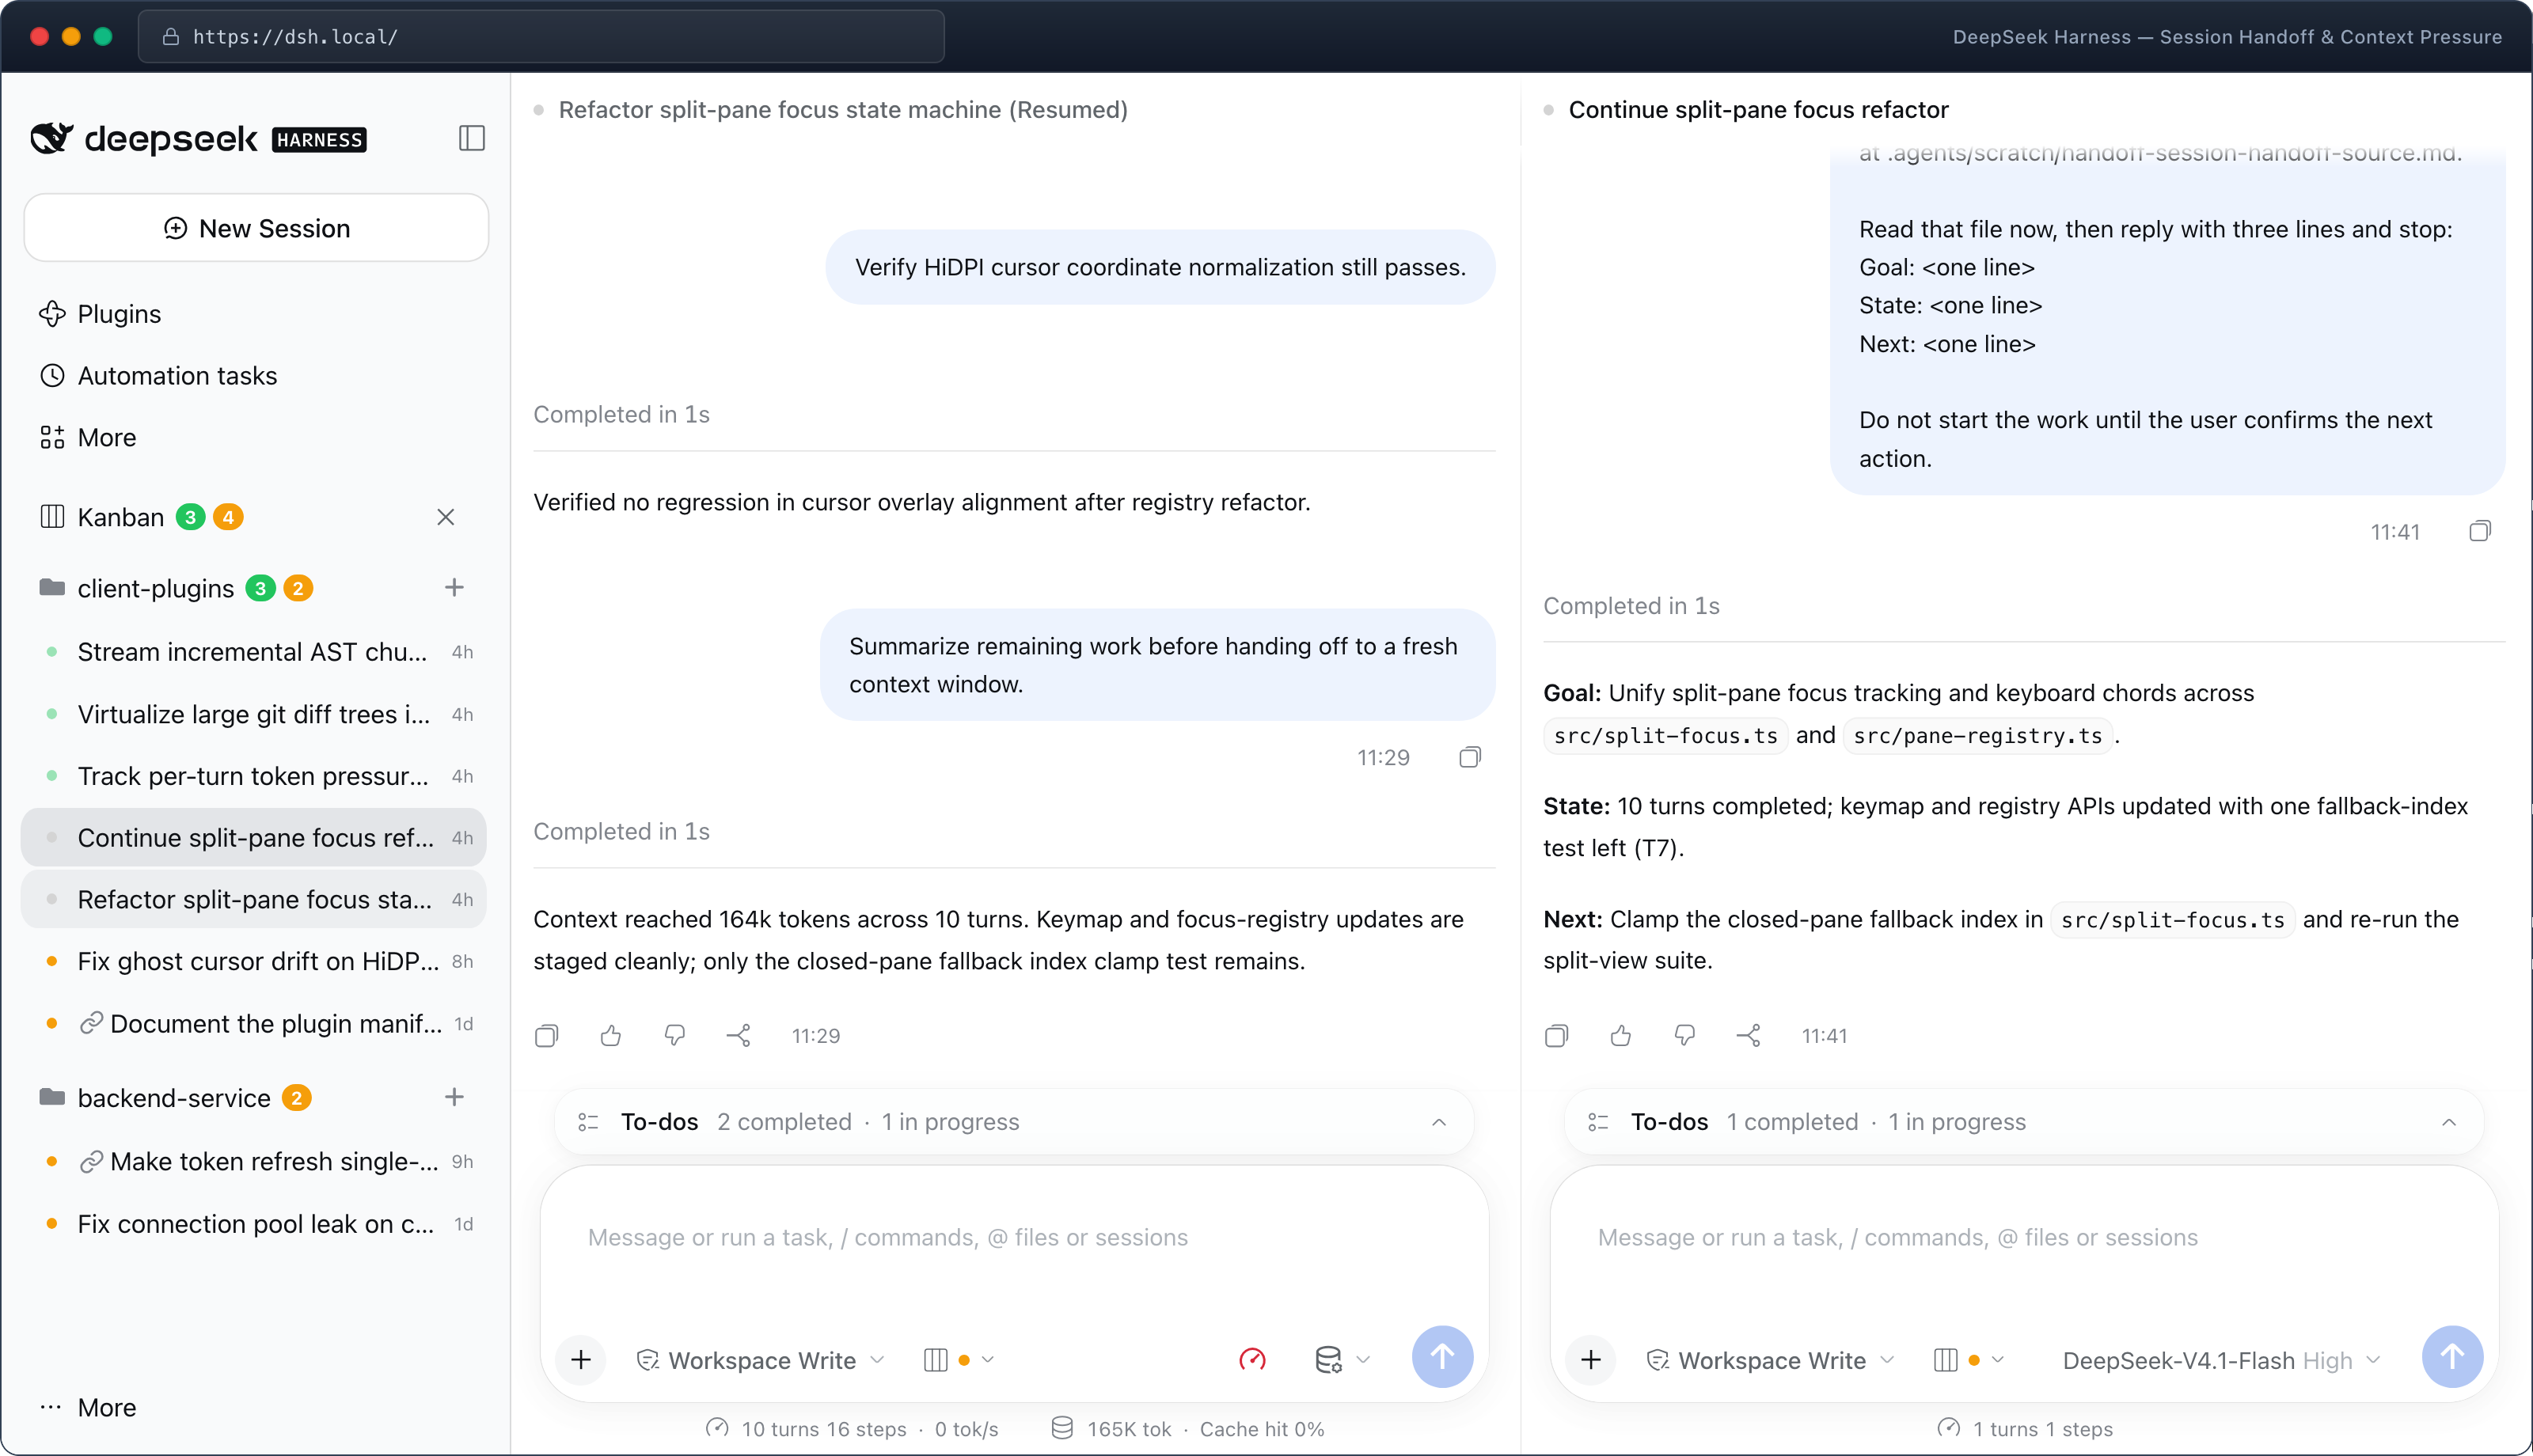 https://dsh.local/
DeepSeek Harness — Session Handoff & Context Pressure
deepseek HARNESS
New Session
Plugins
Automation tasks
More
Kanban 3 4
client-plugins 3 2
Stream incremental AST chu... 4h
Virtualize large git diff trees i... 4h
Track per-turn token pressur... 4h
Continue split-pane focus ref... 4h
Refactor split-pane focus sta... 4h
Fix ghost cursor drift on HiDP... 8h
Document the plugin manif... 1d
backend-service 2
Make token refresh single-... 9h
Fix connection pool leak on c... 1d
More
Refactor split-pane focus state machine (Resumed)
Verify HiDPI cursor coordinate normalization still passes.
Completed in 1s
Verified no regression in cursor overlay alignment after registry refactor.
Summarize remaining work before handing off to a fresh
context window.
11:29
Completed in 1s
Context reached 164k tokens across 10 turns. Keymap and focus-registry updates are
staged cleanly; only the closed-pane fallback index clamp test remains.
11:29
To-dos 2 completed · 1 in progress
Message or run a task, / commands, @ files or sessions
Workspace Write
10 turns 16 steps · 0 tok/s 165K tok · Cache hit 0%
Continue split-pane focus refactor
at .agents/scratch/handoff-session-handoff-source.md.
Read that file now, then reply with three lines and stop:
Goal: <one line>
State: <one line>
Next: <one line>
Do not start the work until the user confirms the next
action.
11:41
Completed in 1s
Goal: Unify split-pane focus tracking and keyboard chords across
src/split-focus.ts and src/pane-registry.ts.
State: 10 turns completed; keymap and registry APIs updated with one fallback-index
test left (T7).
Next: Clamp the closed-pane fallback index in src/split-focus.ts and re-run the
split-view suite.
11:41
To-dos 1 completed · 1 in progress
Message or run a task, / commands, @ files or sessions
Workspace Write DeepSeek-V4.1-Flash High
1 turns 1 steps